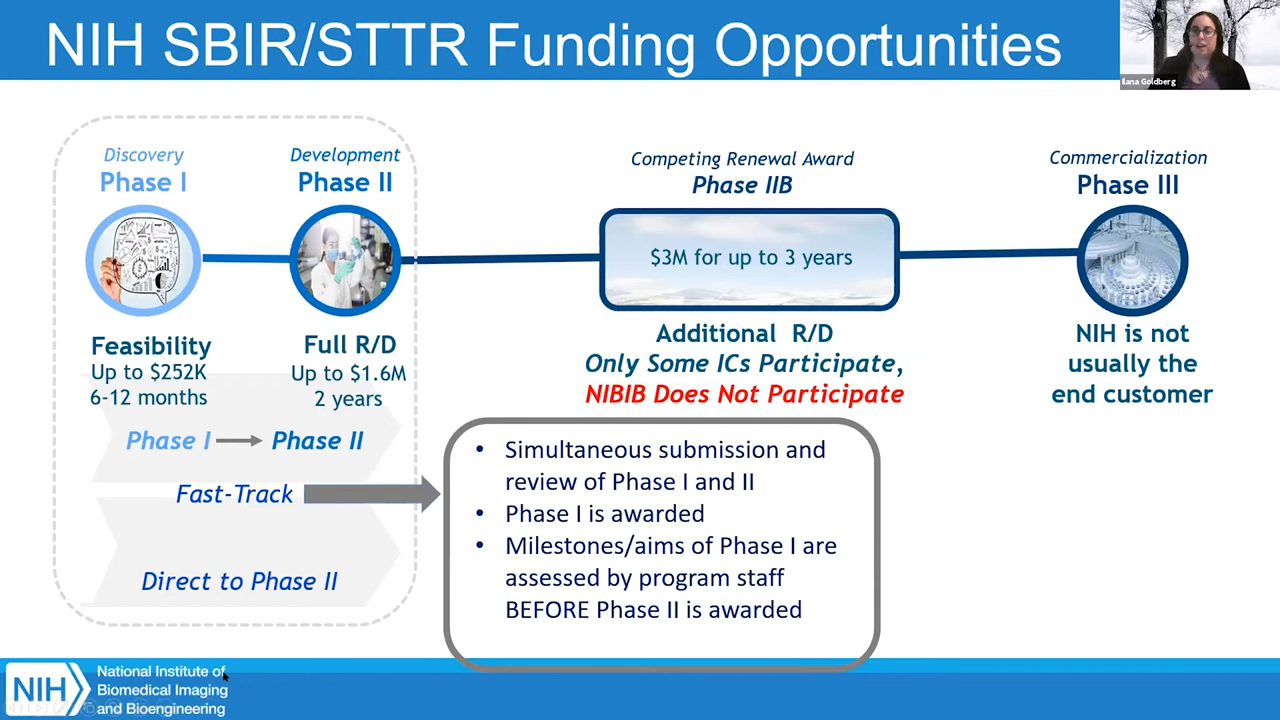 NIH SBIR/STTR Funding Opportunities
Ilana Goldberg
Discovery
Phase I
Development
Phase II
Competing Renewal Award
Phase IIB
Commercialization
Phase III
$3M for up to 3 years
Feasibility
Up to $252K
6-12 months
Full R/D
Up to $1.6M
2 years
Additional R/D
Only Some ICs Participate,
NIBIB Does Not Participate
NIH is not
usually the
end customer
Phase I
Phase II
Fast-Track
Direct to Phase II
• Simultaneous submission and
review of Phase I and II
• Phase I is awarded
• Milestones/aims of Phase I are
assessed by program staff
BEFORE Phase II is awarded
NIH
National Institute of
Biomedical Imaging
and Bioengineering